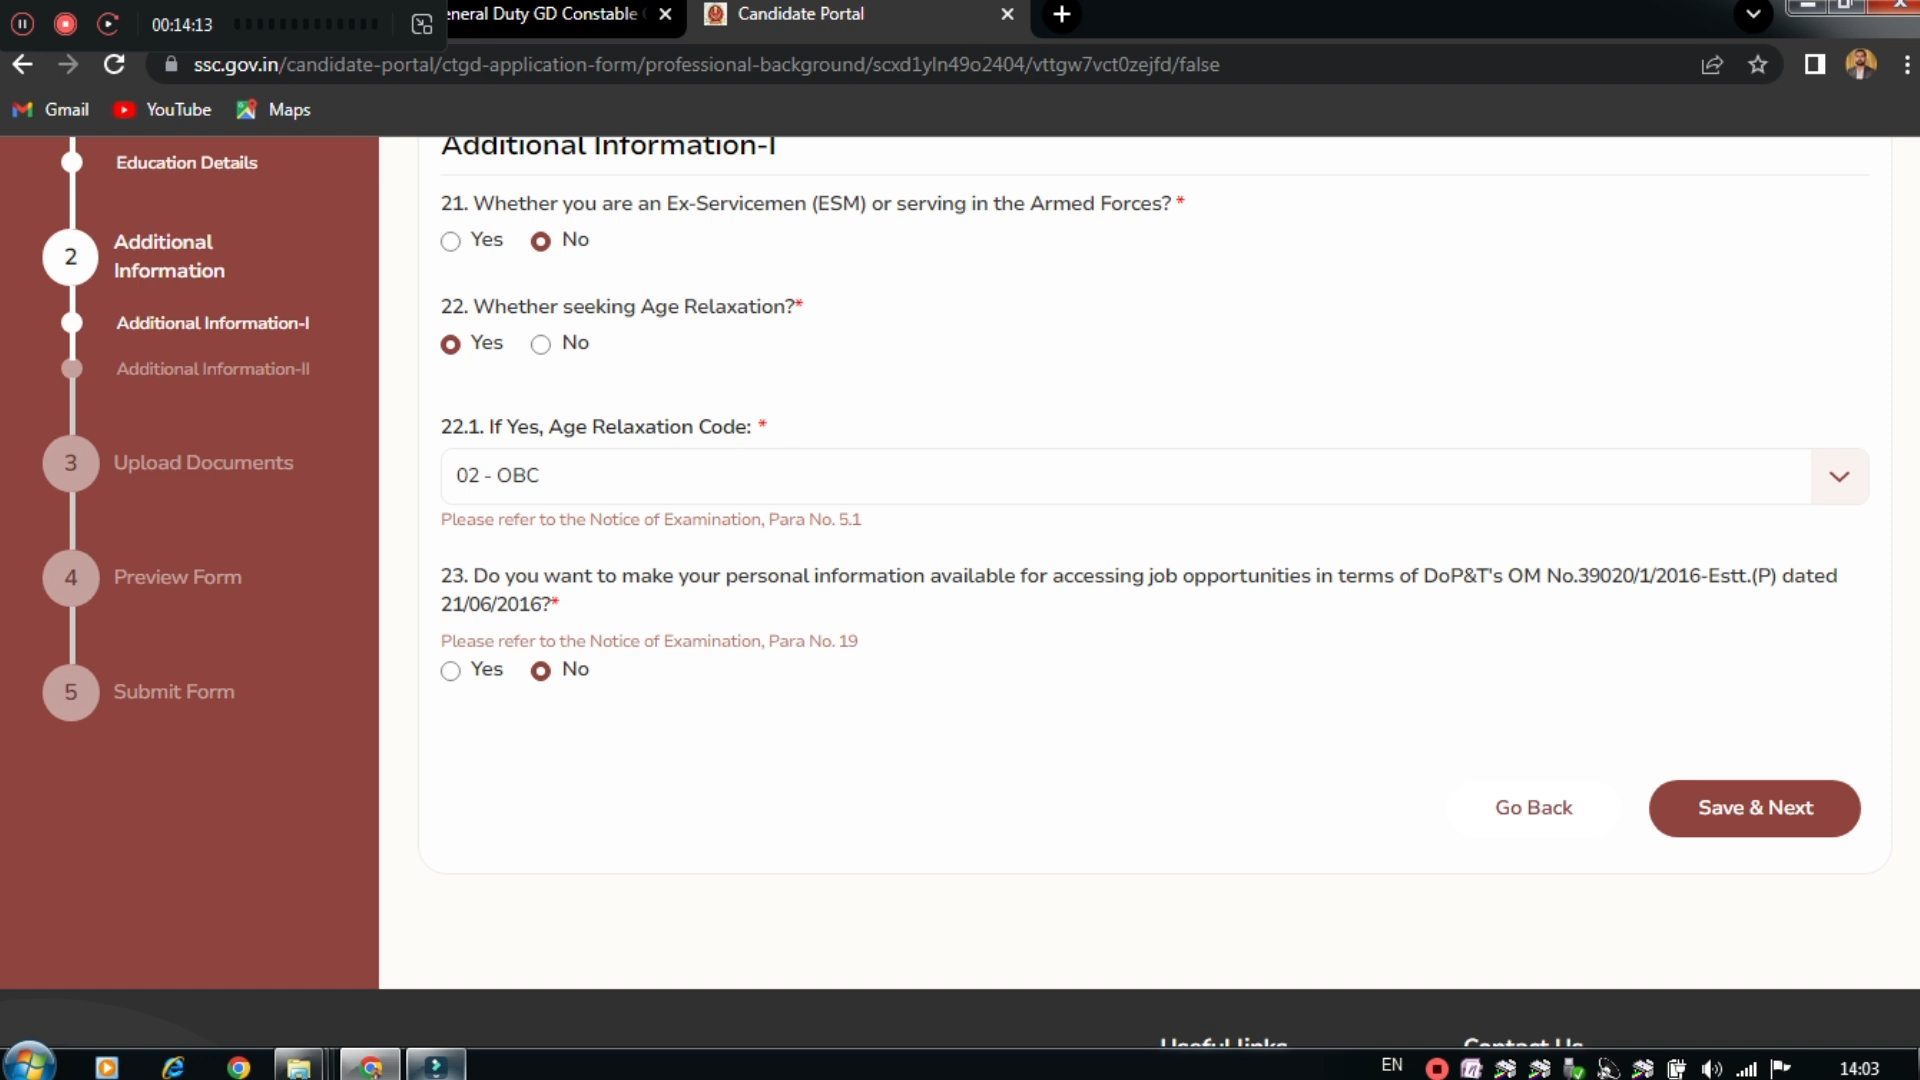 00:14:13
eneral Duty GD Constable
Candidate Portal
ssc.gov.in/candidate-portal/ctgd-application-form/professional-background/scxd1yln49o2404/vttgw7vct0zejfd/false
Gmail
YouTube
Maps
Education Details
2
Additional
Information
Additional Information-I
Additional Information-II
3
Upload Documents
4
Preview Form
5
Submit Form
Additional Information-I
21. Whether you are an Ex-Servicemen (ESM) or serving in the Armed Forces? *
Yes
No
22. Whether seeking Age Relaxation?*
Yes
No
22.1. If Yes, Age Relaxation Code: *
02 - OBC
Please refer to the Notice of Examination, Para No. 5.1
23. Do you want to make your personal information available for accessing job opportunities in terms of DoP&T's OM No.39020/1/2016-Estt.(P) dated
21/06/2016?*
Please refer to the Notice of Examination, Para No. 19
Yes
No
Go Back
Save & Next
Useful links
Contact Us
EN
14:03